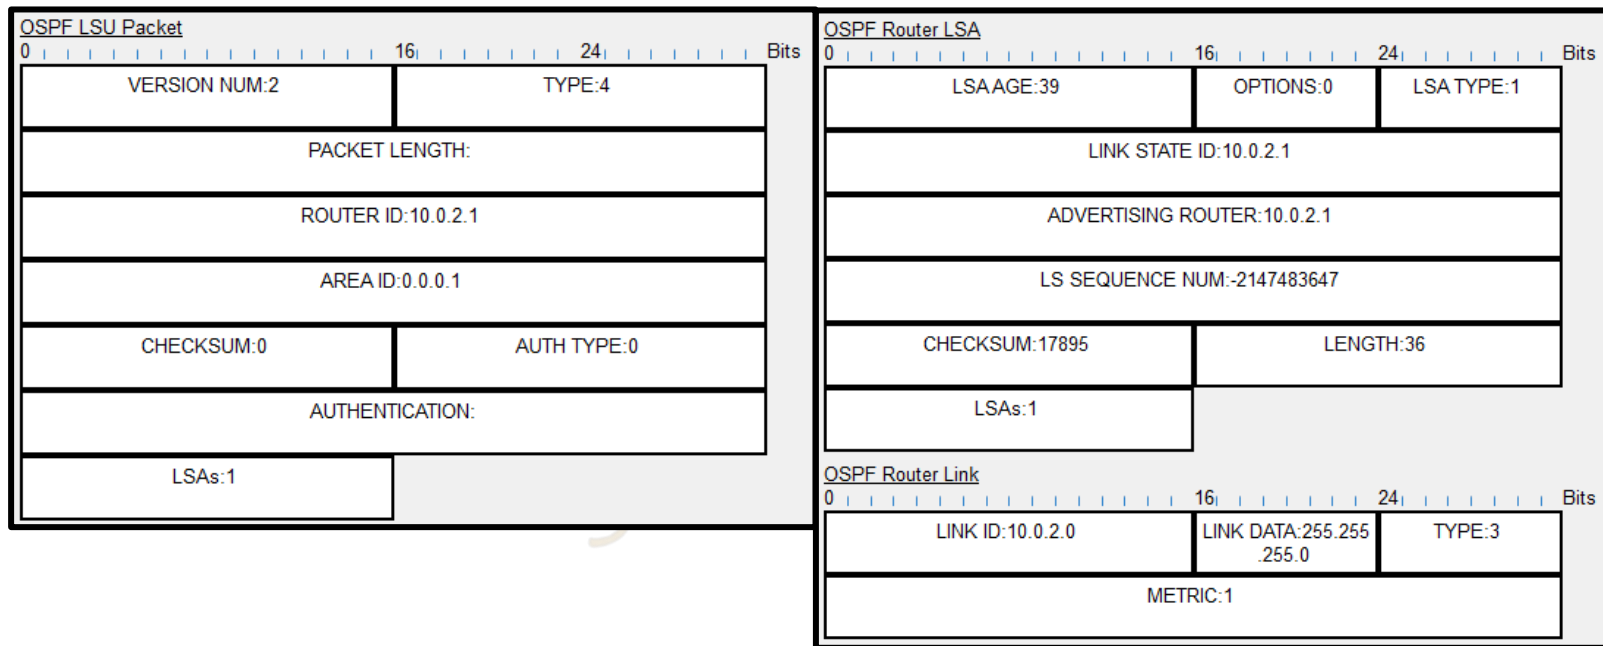 OSPF LSU Packet
0 16 24 Bits
VERSION NUM:2 TYPE:4
PACKET LENGTH:
ROUTER ID:10.0.2.1
AREA ID:0.0.0.1
CHECKSUM:0 AUTH TYPE:0
AUTHENTICATION:
LSAs:1
OSPF Router LSA
0 16 24 Bits
LSA AGE:39 OPTIONS:0 LSA TYPE:1
LINK STATE ID:10.0.2.1
ADVERTISING ROUTER:10.0.2.1
LS SEQUENCE NUM:-2147483647
CHECKSUM:17895 LENGTH:36
LSAs:1
OSPF Router Link
0 16 24 Bits
LINK ID:10.0.2.0 LINK DATA:255.255 TYPE:3
.255.0
METRIC:1